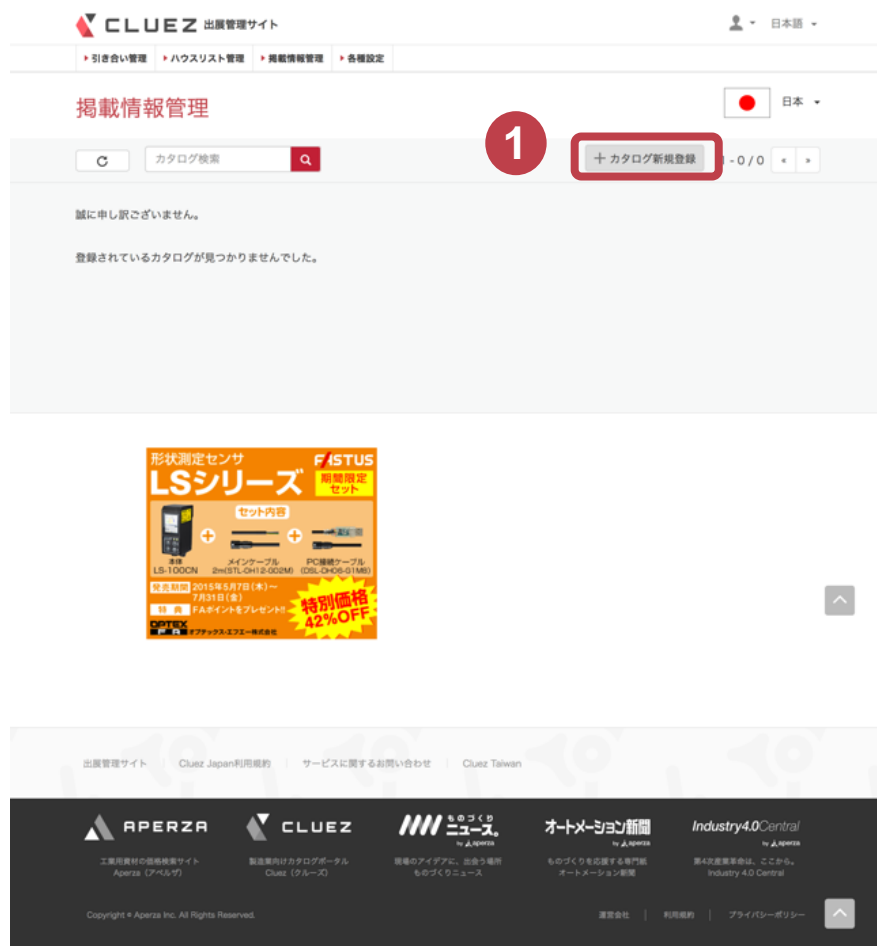 CLUEZ 出展管理サイト
日本語
引き合い管理 ハウスリスト管理 掲載情報管理 各種設定
掲載情報管理
日本
1
カタログ検索
+ カタログ新規登録
- 0 / 0 « »
誠に申し訳ございません。
登録されているカタログが見つかりませんでした。
形状測定センサ FASTUS
LSシリーズ
期間限定
セット
セット内容
本体
LS-100CN
メインケーブル
2m(STL-OH12-G02M)
PC接続ケーブル
(DSL-OH06-G1MB)
発売期間 2015年5月7日(木)〜
7月31日(金)
特典 FAポイントをプレゼント!!
特別価格
42%OFF
OPTEX FA オプテックス・エフエー株式会社
出展管理サイト Cluez Japan利用規約 サービスに関するお問い合わせ Cluez Taiwan
APERZA
工業用資材の価格検索サイト
Aperza（アペルザ）
CLUEZ
製造業向けカタログポータル
Cluez（クルーズ）
ものづくり
ニュース。
by aperza
現場のアイデアに、出会う場所
ものづくりニュース
オートメーション新聞
by aperza
ものづくりを応援する専門紙
オートメーション新聞
Industry4.0Central
by aperza
第4次産業革命は、ここから。
Industry 4.0 Central
Copyright © Aperza Inc. All Rights Reserved.
運営会社 | 利用規約 | プライバシーポリシー